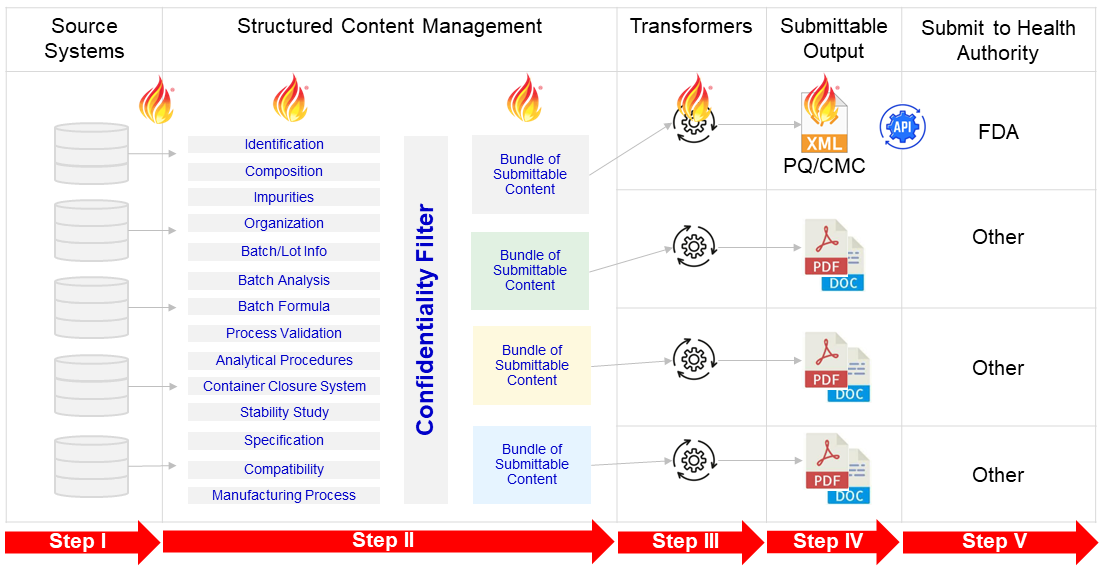 Source
Systems
Structured Content Management
Transformers
Submittable
Output
Submit to Health
Authority
Identification
Composition
Impurities
Organization
Batch/Lot Info
Batch Analysis
Batch Formula
Process Validation
Analytical Procedures
Container Closure System
Stability Study
Specification
Compatibility
Manufacturing Process
Confidentiality Filter
Bundle of
Submittable
Content
Bundle of
Submittable
Content
Bundle of
Submittable
Content
Bundle of
Submittable
Content
XML
PQ/CMC
API
FDA
PDF
DOC
Other
PDF
DOC
Other
PDF
DOC
Other
Step I
Step II
Step III
Step IV
Step V